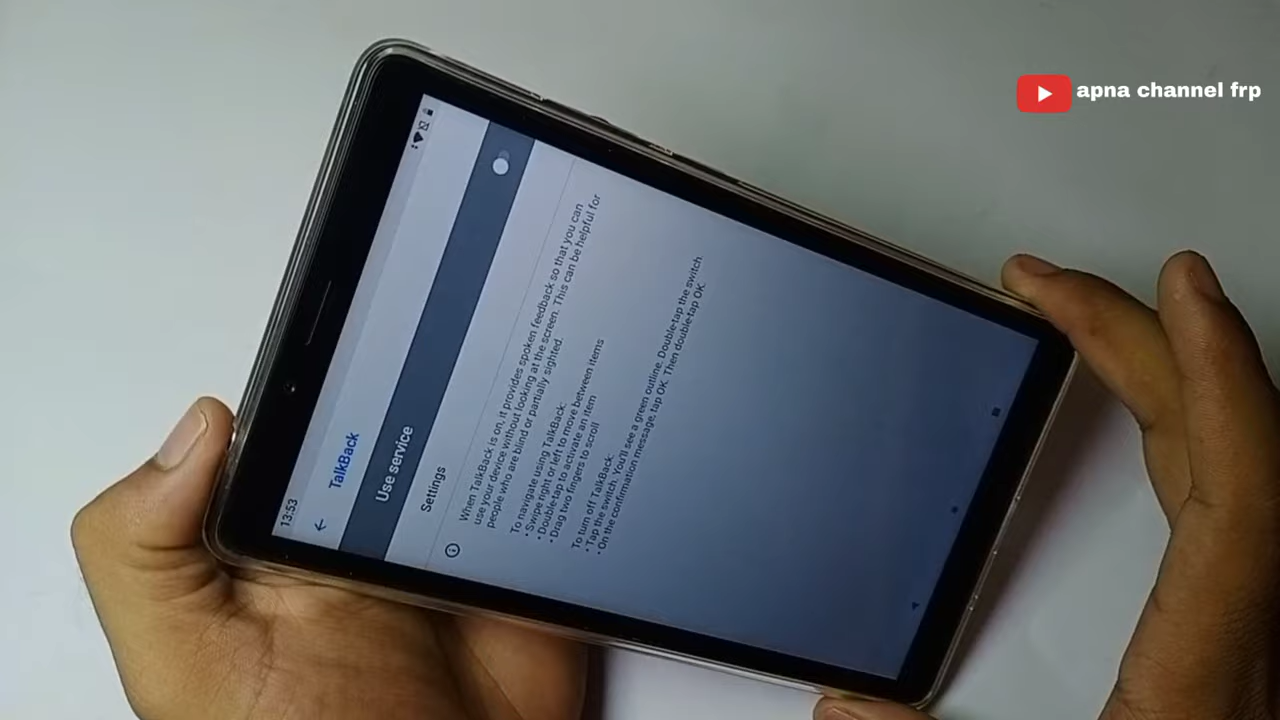 apna channel frp
13:53
TalkBack
Use service
Settings
When TalkBack is on, it provides spoken feedback so that you can
use your device without looking at the screen. This can be helpful for
people who are blind or partially sighted.
To navigate using TalkBack:
• Swipe right or left to move between items
• Double-tap to activate an item
• Drag two fingers to scroll
To turn off TalkBack:
• Tap the switch. You'll see a green outline. Double-tap the switch.
• On the confirmation message, tap OK. Then double-tap OK.